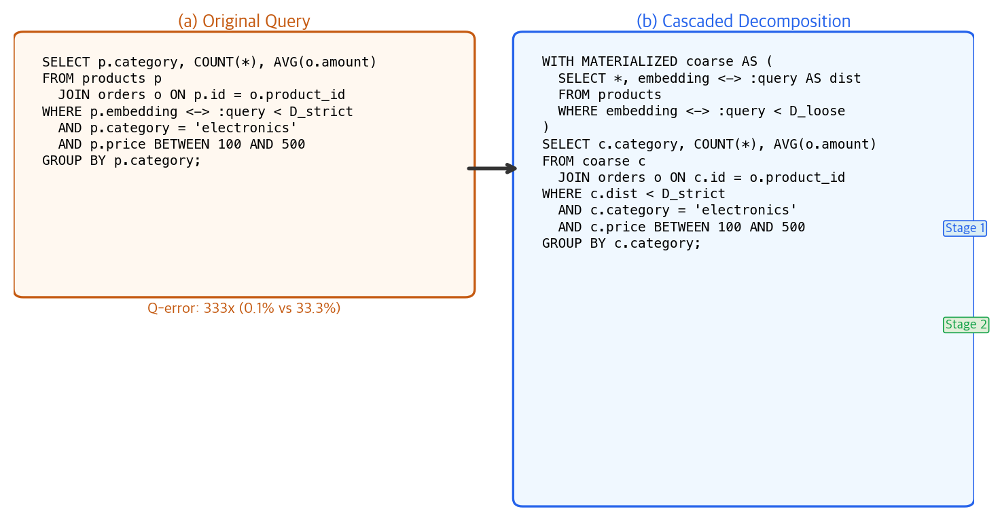 (a) Original Query
SELECT p.category, COUNT(*), AVG(o.amount)
FROM products p
  JOIN orders o ON p.id = o.product_id
WHERE p.embedding <-> :query < D_strict
  AND p.category = 'electronics'
  AND p.price BETWEEN 100 AND 500
GROUP BY p.category;
Q-error: 333x (0.1% vs 33.3%)
(b) Cascaded Decomposition
WITH MATERIALIZED coarse AS (
  SELECT *, embedding <-> :query AS dist
  FROM products
  WHERE embedding <-> :query < D_loose
)
SELECT c.category, COUNT(*), AVG(o.amount)
FROM coarse c
  JOIN orders o ON c.id = o.product_id
WHERE c.dist < D_strict
  AND c.category = 'electronics'
  AND c.price BETWEEN 100 AND 500
GROUP BY c.category;
Stage 1
Stage 2